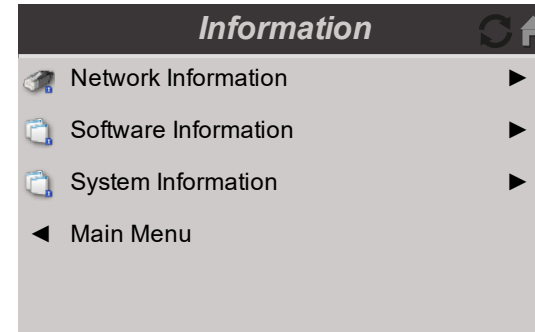 Information
Network Information
Software Information
System Information
Main Menu